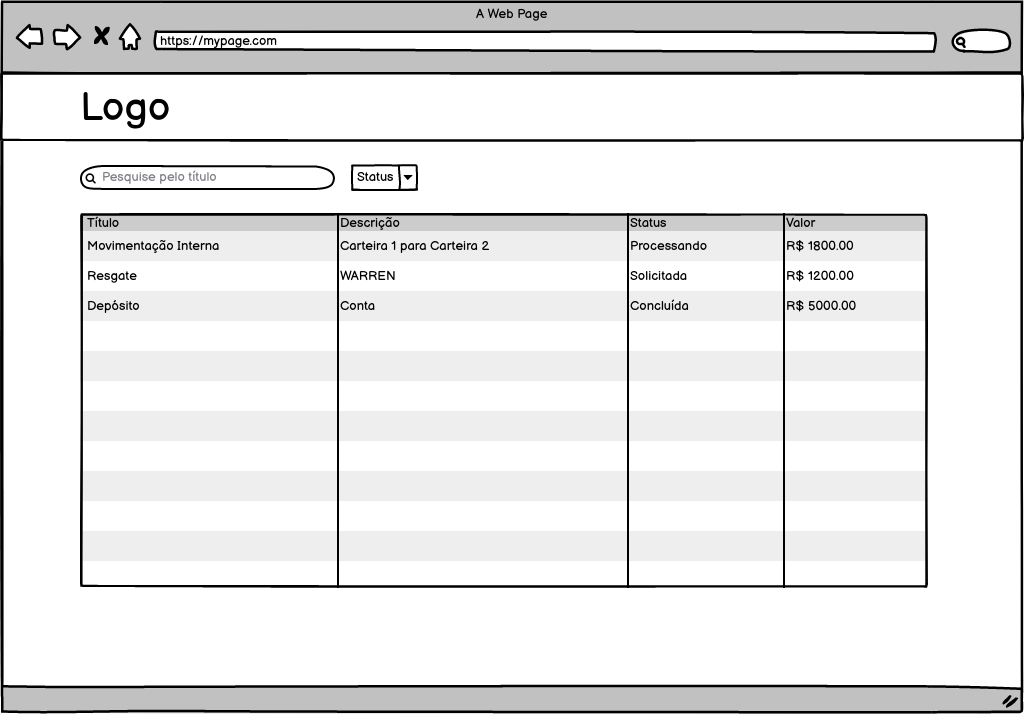 A Web Page
https://mypage.com
Logo
Pesquise pelo título
Status
Título Descrição Status Valor
Movimentação Interna Carteira 1 para Carteira 2 Processando R$ 1800.00
Resgate WARREN Solicitada R$ 1200.00
Depósito Conta Concluída R$ 5000.00